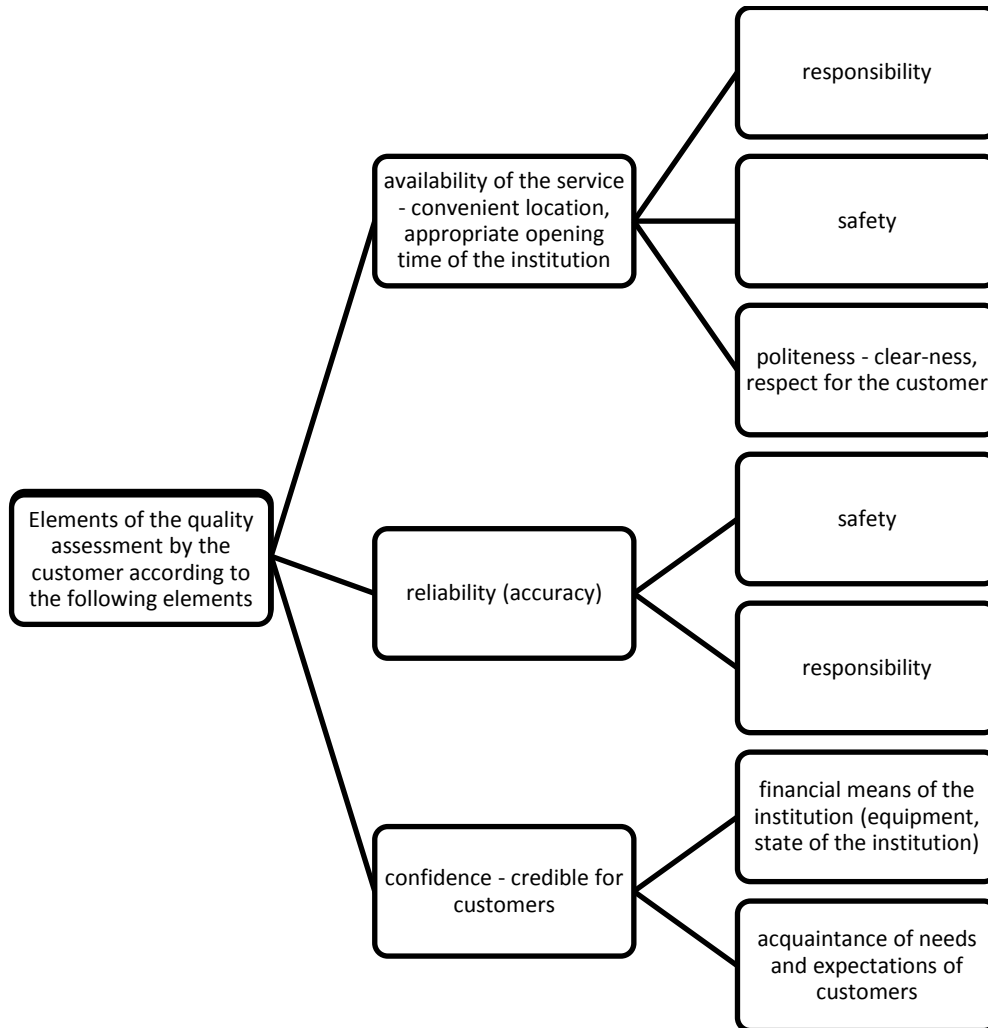 Elements of the quality
assessment by the
customer according to
the following elements
availability of the service
- convenient location,
appropriate opening
time of the institution
responsibility
safety
politeness - clear-ness,
respect for the customer
reliability (accuracy)
safety
responsibility
confidence - credible for
customers
financial means of the
institution (equipment,
state of the institution)
acquaintance of needs
and expectations of
customers